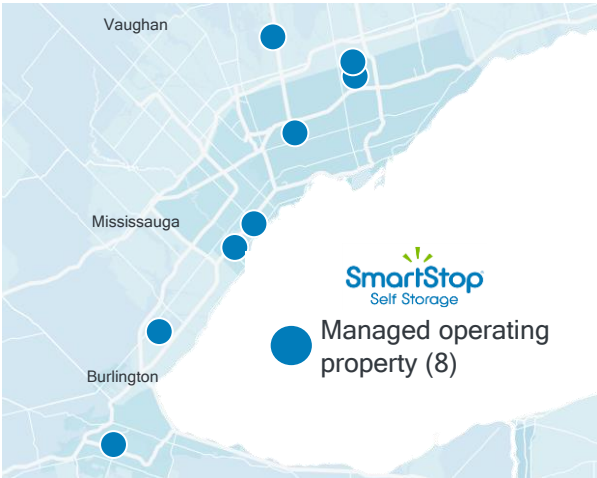 Vaughan
Mississauga
SmartStop
Self Storage
Managed operating
property (8)
Burlington